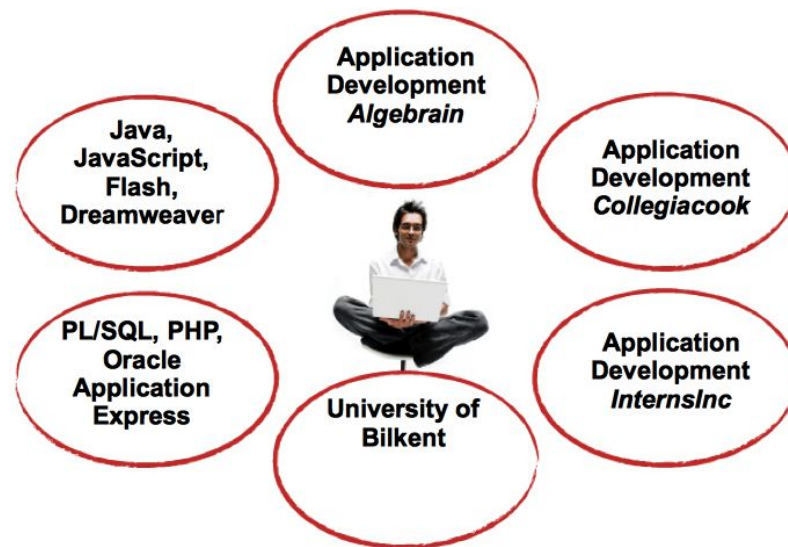 Application
Development
Algebrain
Java,
JavaScript,
Flash,
Dreamweaver
Application
Development
Collegiacook
PL/SQL, PHP,
Oracle
Application
Express
University of
Bilkent
Application
Development
InternsInc